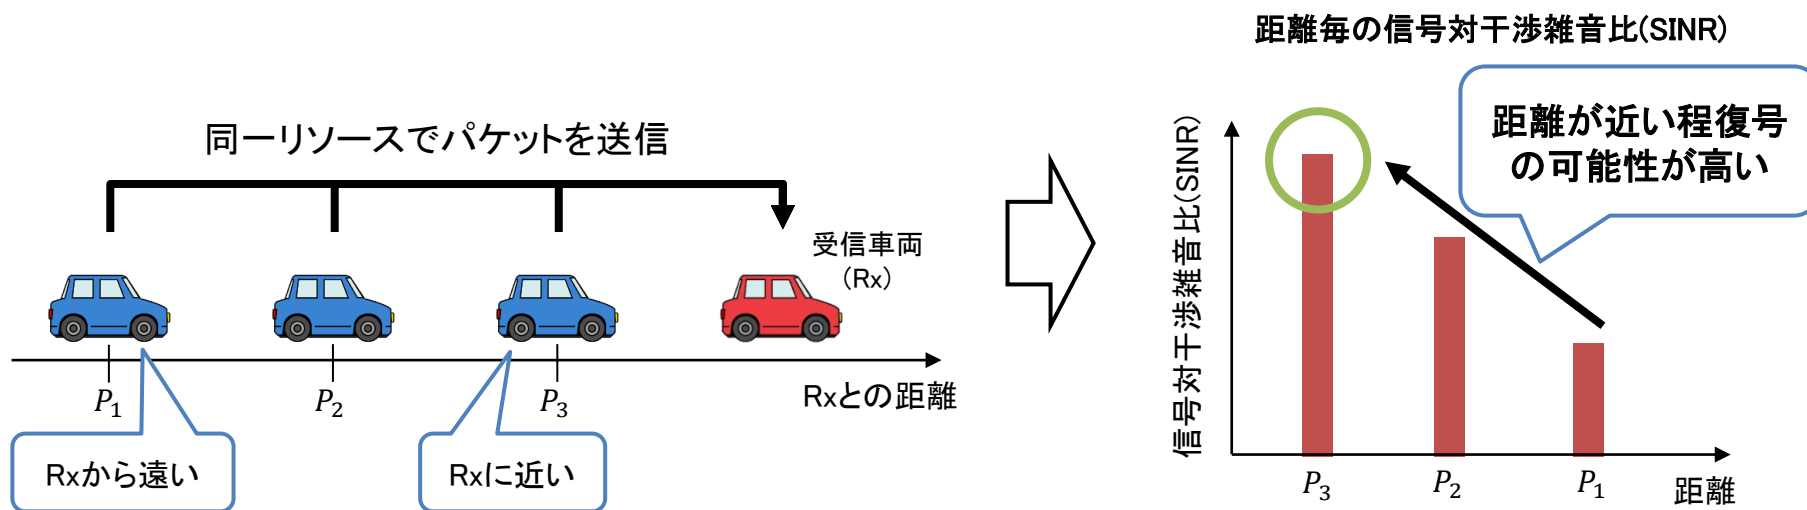 同一リソースでパケットを送信
受信車両
(Rx)
P1
P2
P3
Rxとの距離
Rxから遠い
Rxに近い
距離毎の信号対干渉雑音比(SINR)
距離が近い程復号
の可能性が高い
信号対干渉雑音比(SINR)
P3
P2
P1
距離